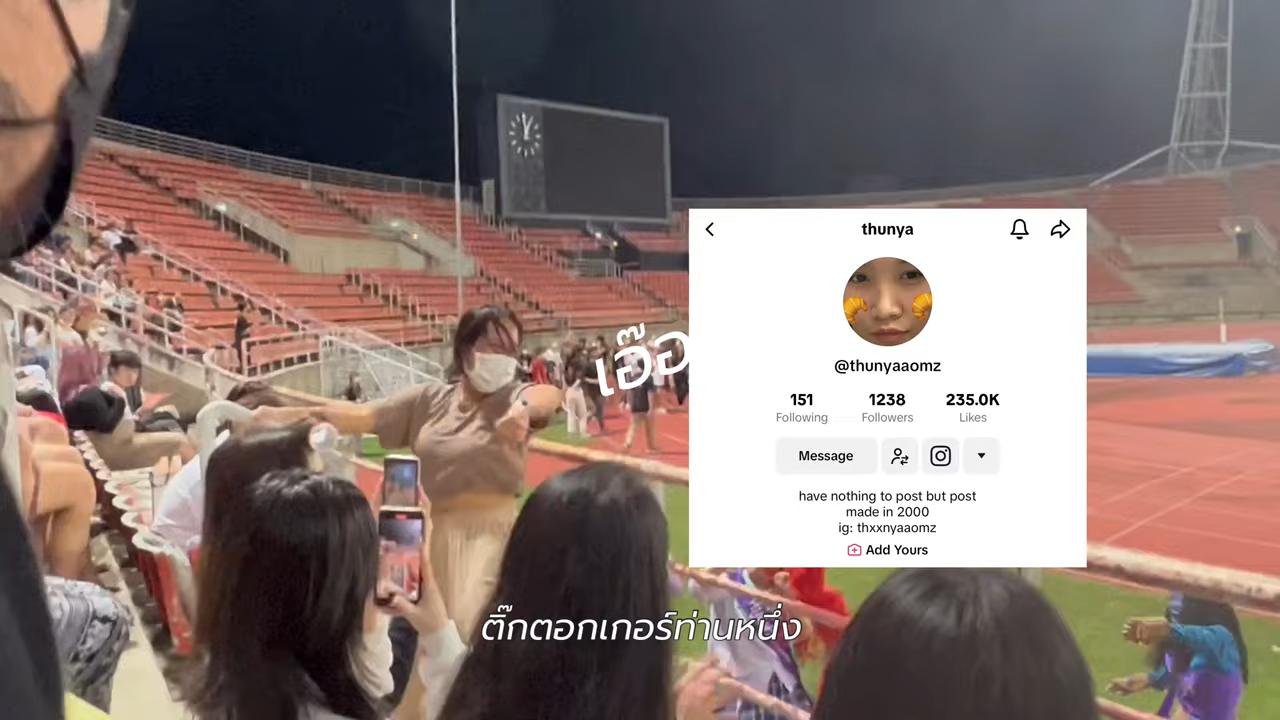 thunya
@thunyaaomz
151 1238 235.0K
Following Followers Likes
Message
have nothing to post but post
made in 2000
ig: thxxnyaaomz
Add Yours
เอ๊อ
ติ๊กตอกเกอร์ท่านหนึ่ง